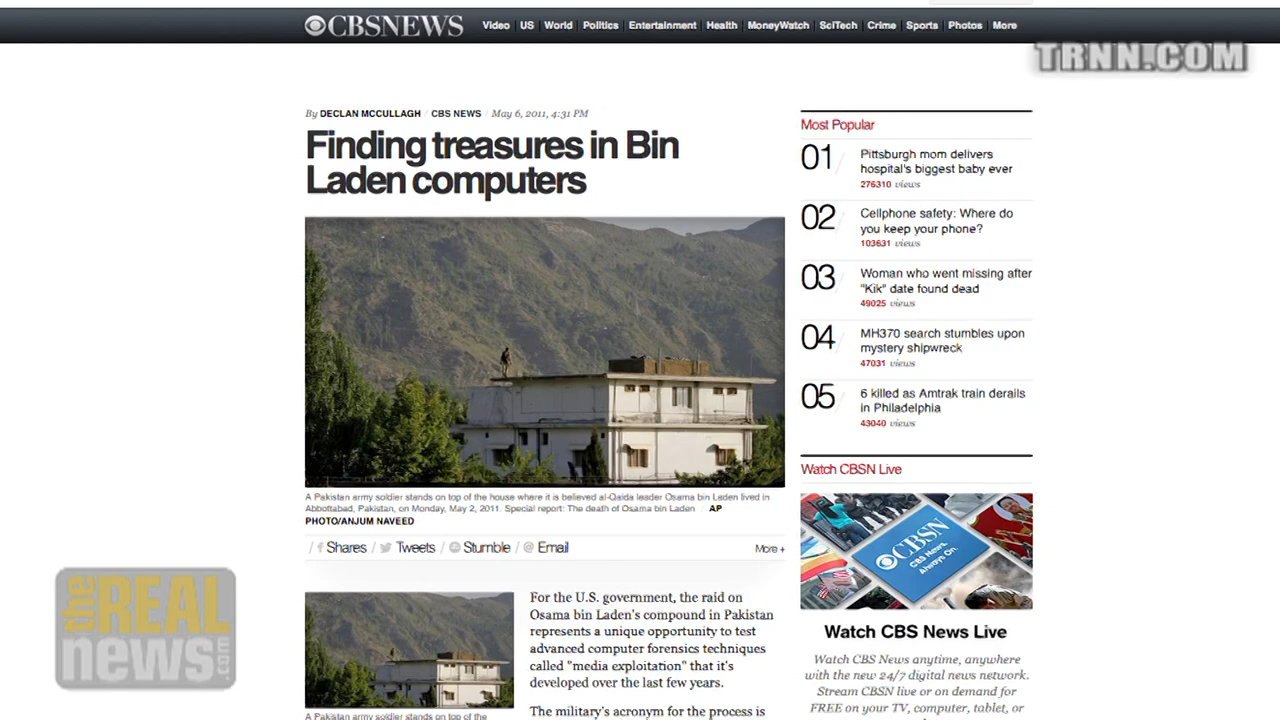 CBSNEWS
Video US World Politics Entertainment Health MoneyWatch SciTech Crime Sports Photos More
TRNN.COM
By DECLAN MCCULLAGH / CBS NEWS / May 6, 2011, 4:31 PM
Finding treasures in Bin
Laden computers
A Pakistan army soldier stands on top of the house where it is believed al-Qaida leader Osama bin Laden lived in
Abbottabad, Pakistan, on Monday, May 2, 2011. Special report: The death of Osama bin Laden AP
PHOTO/ANJUM NAVEED
Shares / Tweets / Stumble / @ Email
More +
For the U.S. government, the raid on
Osama bin Laden's compound in Pakistan
represents a unique opportunity to test
advanced computer forensics techniques
called "media exploitation" that it's
developed over the last few years.
The military's acronym for the process is
A Pakistan army soldier stands on top of the
Most Popular
01 / Pittsburgh mom delivers
hospital's biggest baby ever
276310 views
02 / Cellphone safety: Where do
you keep your phone?
103631 views
03 / Woman who went missing after
"Kik" date found dead
49025 views
04 / MH370 search stumbles upon
mystery shipwreck
47031 views
05 / 6 killed as Amtrak train derails
in Philadelphia
43040 views
Watch CBSN Live
CBSN
CBS News.
Always On.
Watch CBS News Live
Watch CBS News anytime, anywhere
with the new 24/7 digital news network.
Stream CBSN live or on demand for
FREE on your TV, computer, tablet, or
the REAL
news.com